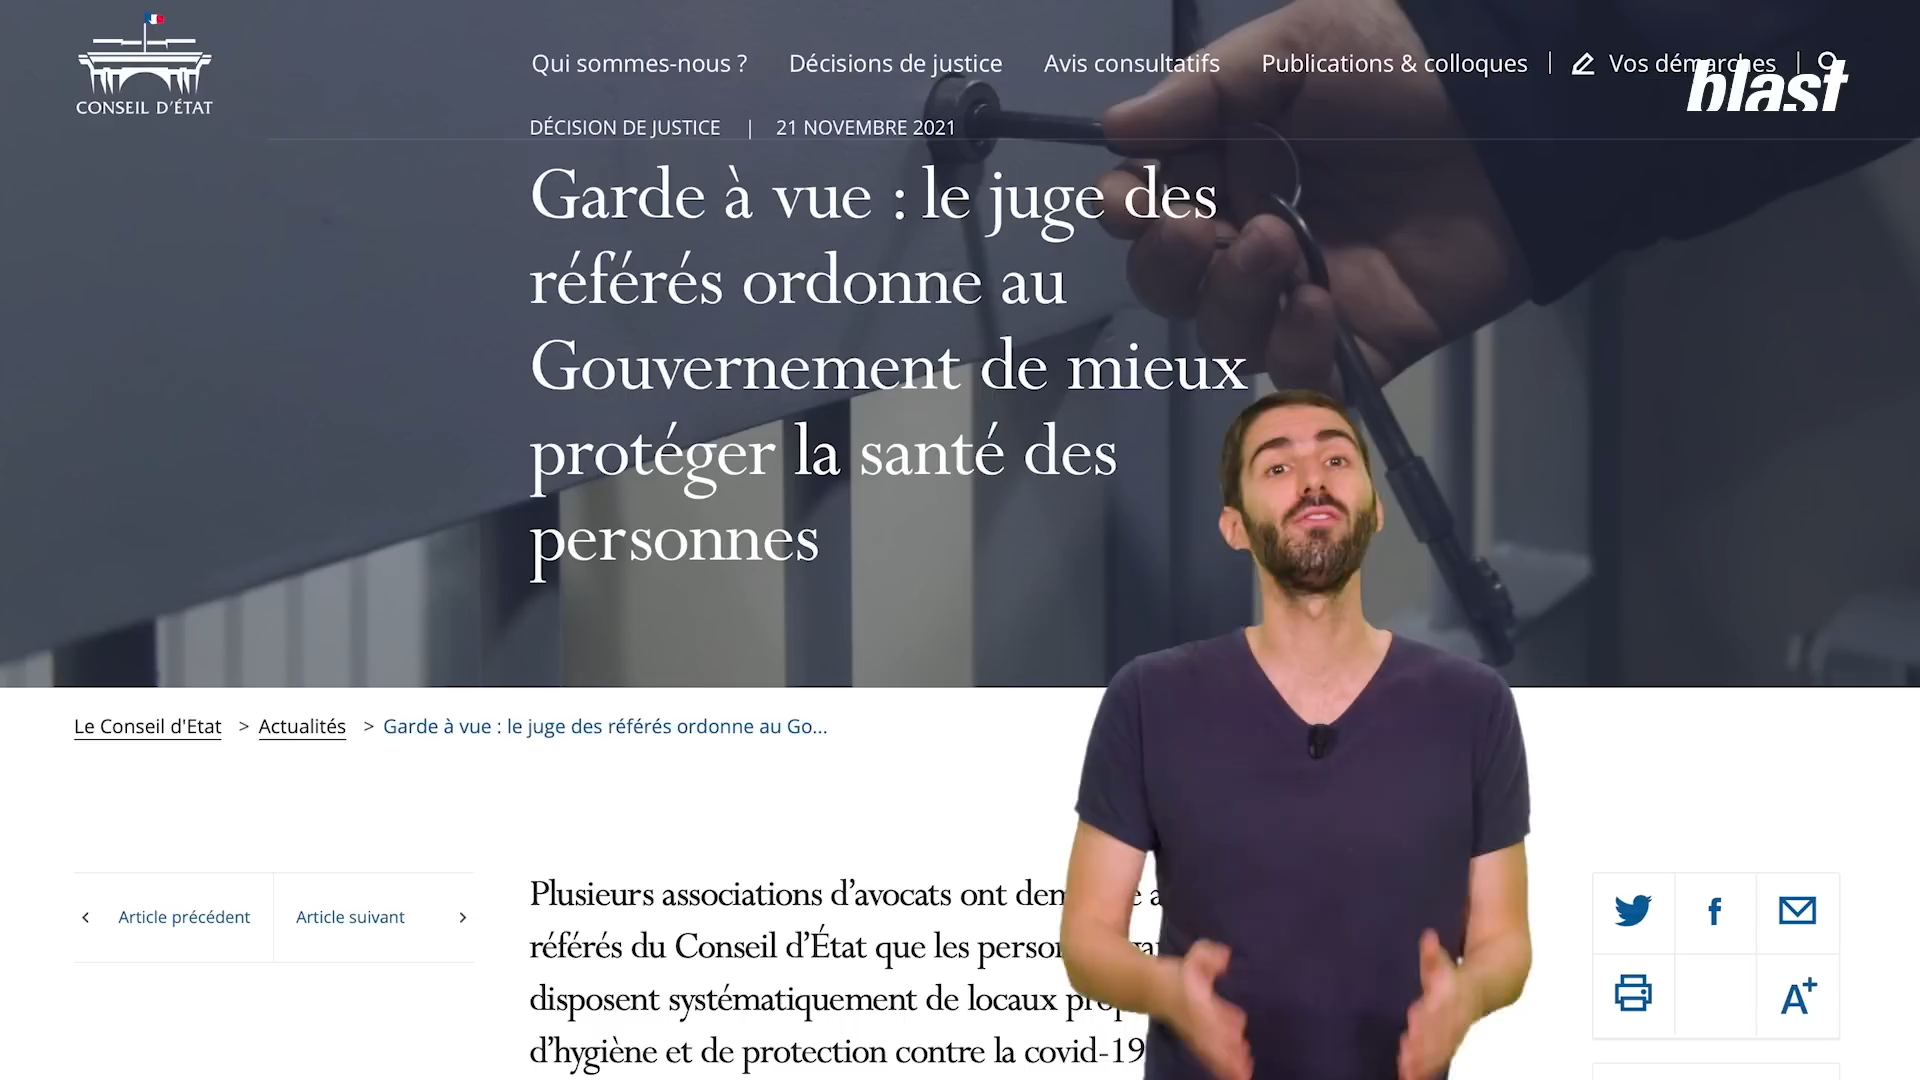 CONSEIL D'ÉTAT
Qui sommes-nous ? Décisions de justice Avis consultatifs Publications & colloques | Vos démarches |
blast
DÉCISION DE JUSTICE | 21 NOVEMBRE 2021
Garde à vue : le juge des
référés ordonne au
Gouvernement de mieux
protéger la santé des
personnes
Le Conseil d'Etat > Actualités > Garde à vue : le juge des référés ordonne au Go...
< Article précédent Article suivant >
Plusieurs associations d’avocats ont
référés du Conseil d’État que les
disposent systématiquement de locaux
d’hygiène et de protection contre la covid-19
A+